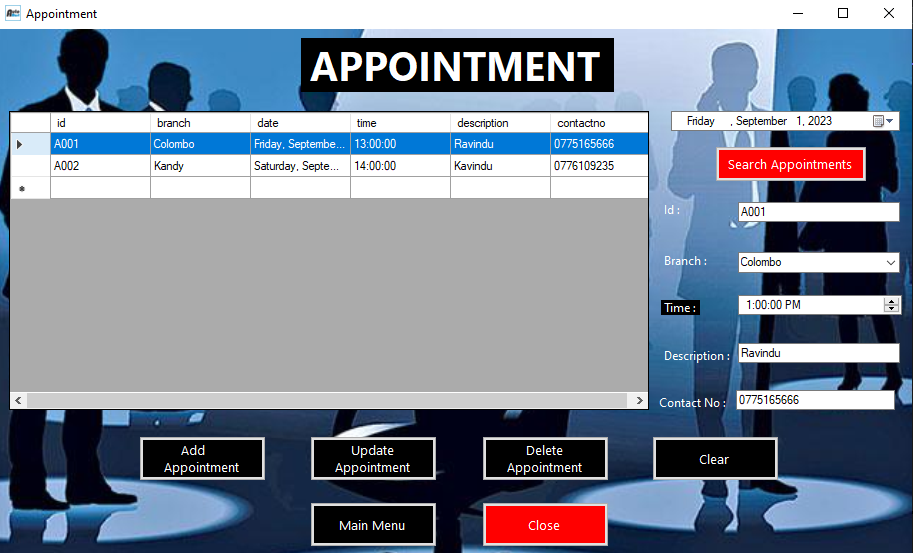 Appointment
APPOINTMENT
id branch date time description contactno
A001 Colombo Friday, Septembe... 13:00:00 Ravindu 0775165666
A002 Kandy Saturday, Septe... 14:00:00 Kavindu 0776109235
Friday , September 1, 2023
Search Appointments
Id : A001
Branch : Colombo
Time : 1:00:00 PM
Description : Ravindu
Contact No : 0775165666
Add
Appointment
Update
Appointment
Delete
Appointment
Clear
Main Menu
Close